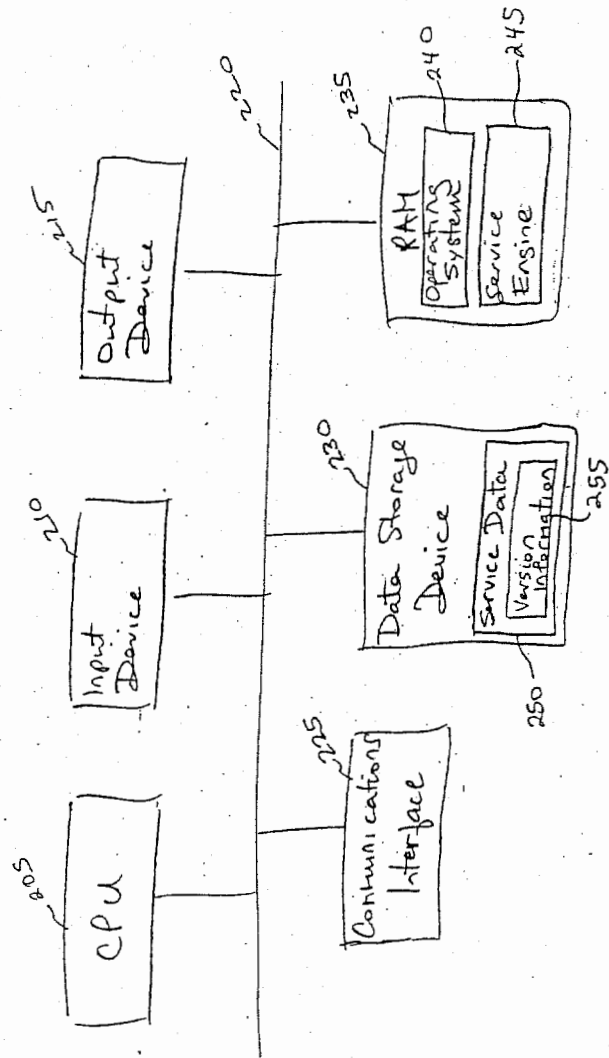 205
CPU
210
Input
Device
215
Output
Device
220
225
Communications
Interface
230
Data Storage
Device
Service Data
Version
Information
250
255
235
RAM
Operating
System
240
Service
Engine
245